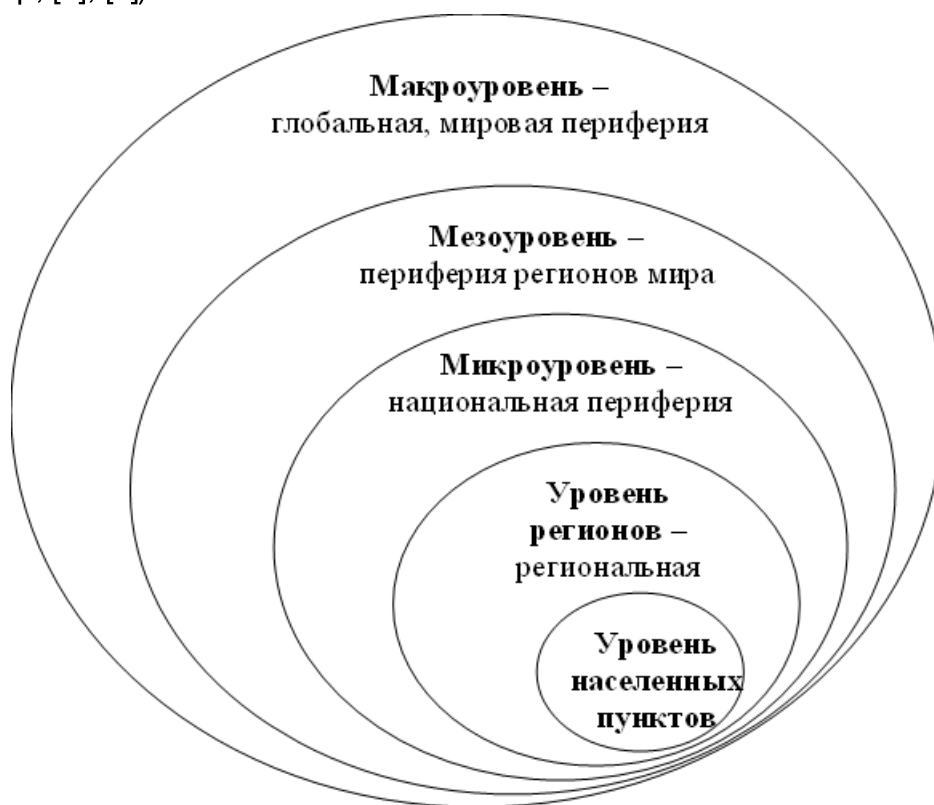 Макроуровень –
глобальная, мировая периферия
Мезоуровень –
периферия регионов мира
Микроуровень –
национальная периферия
Уровень
регионов –
региональная
Уровень
населенных
пунктов